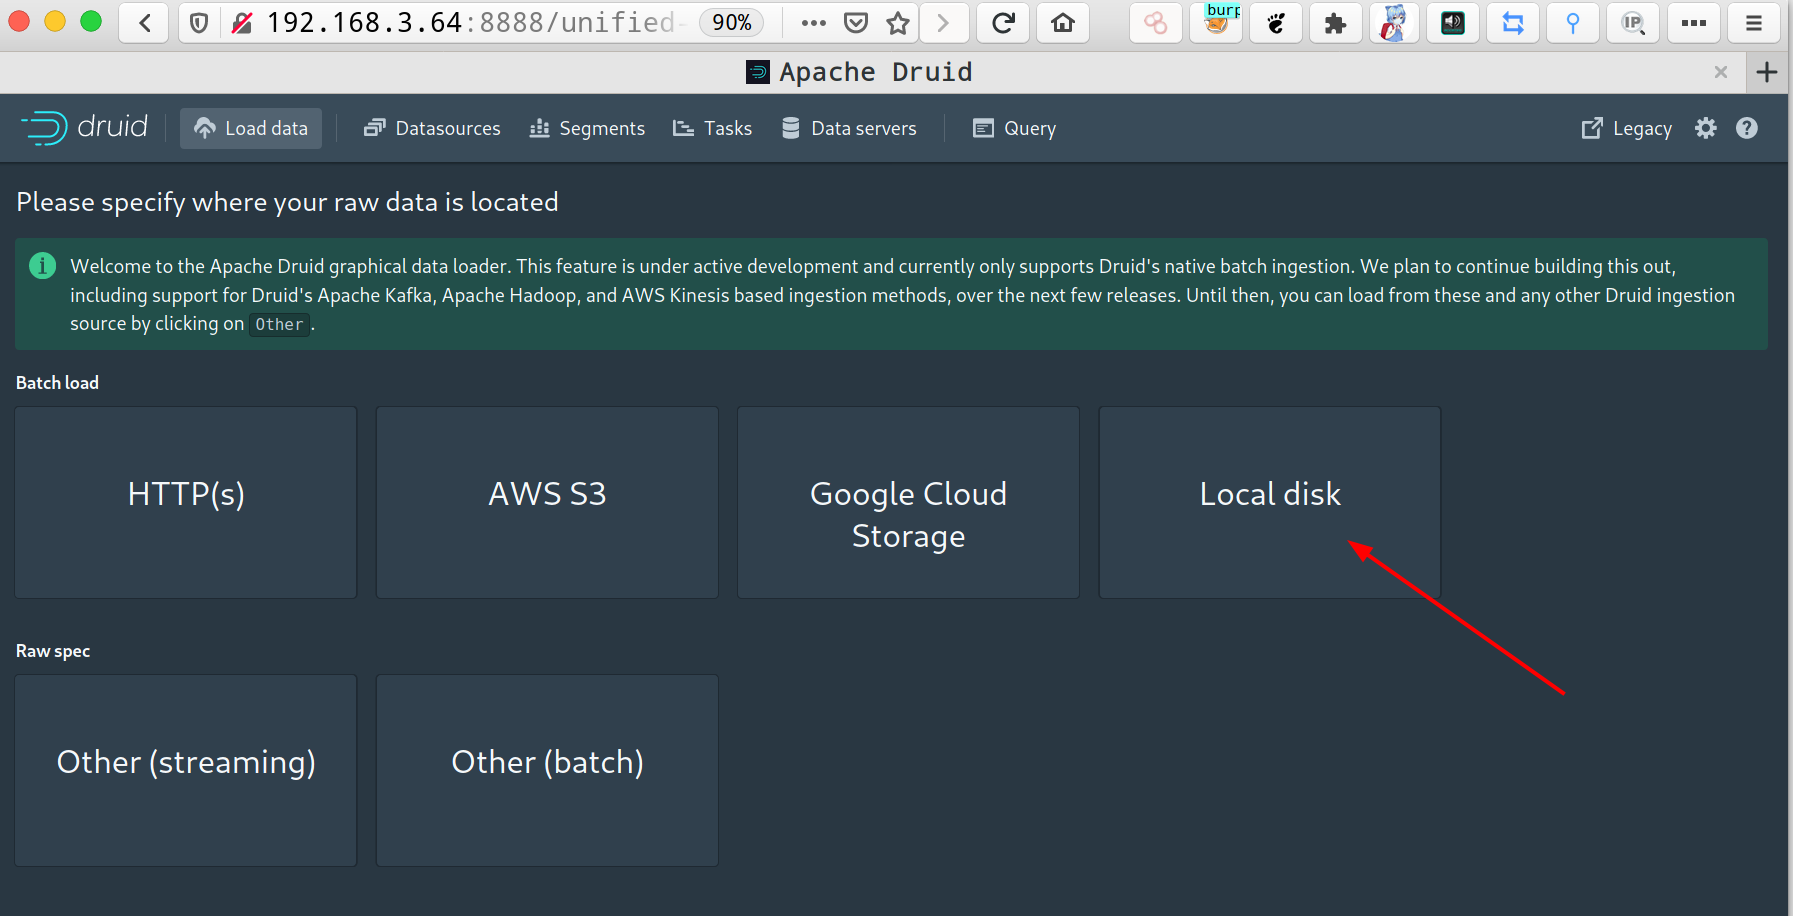 192.168.3.64:8888/unified-
90%
burp
IP
Apache Druid
druid
Load data
Datasources
Segments
Tasks
Data servers
Query
Legacy
Please specify where your raw data is located
Welcome to the Apache Druid graphical data loader. This feature is under active development and currently only supports Druid's native batch ingestion. We plan to continue building this out,
including support for Druid's Apache Kafka, Apache Hadoop, and AWS Kinesis based ingestion methods, over the next few releases. Until then, you can load from these and any other Druid ingestion
source by clicking on Other.
Batch load
HTTP(s)
AWS S3
Google Cloud
Storage
Local disk
Raw spec
Other (streaming)
Other (batch)